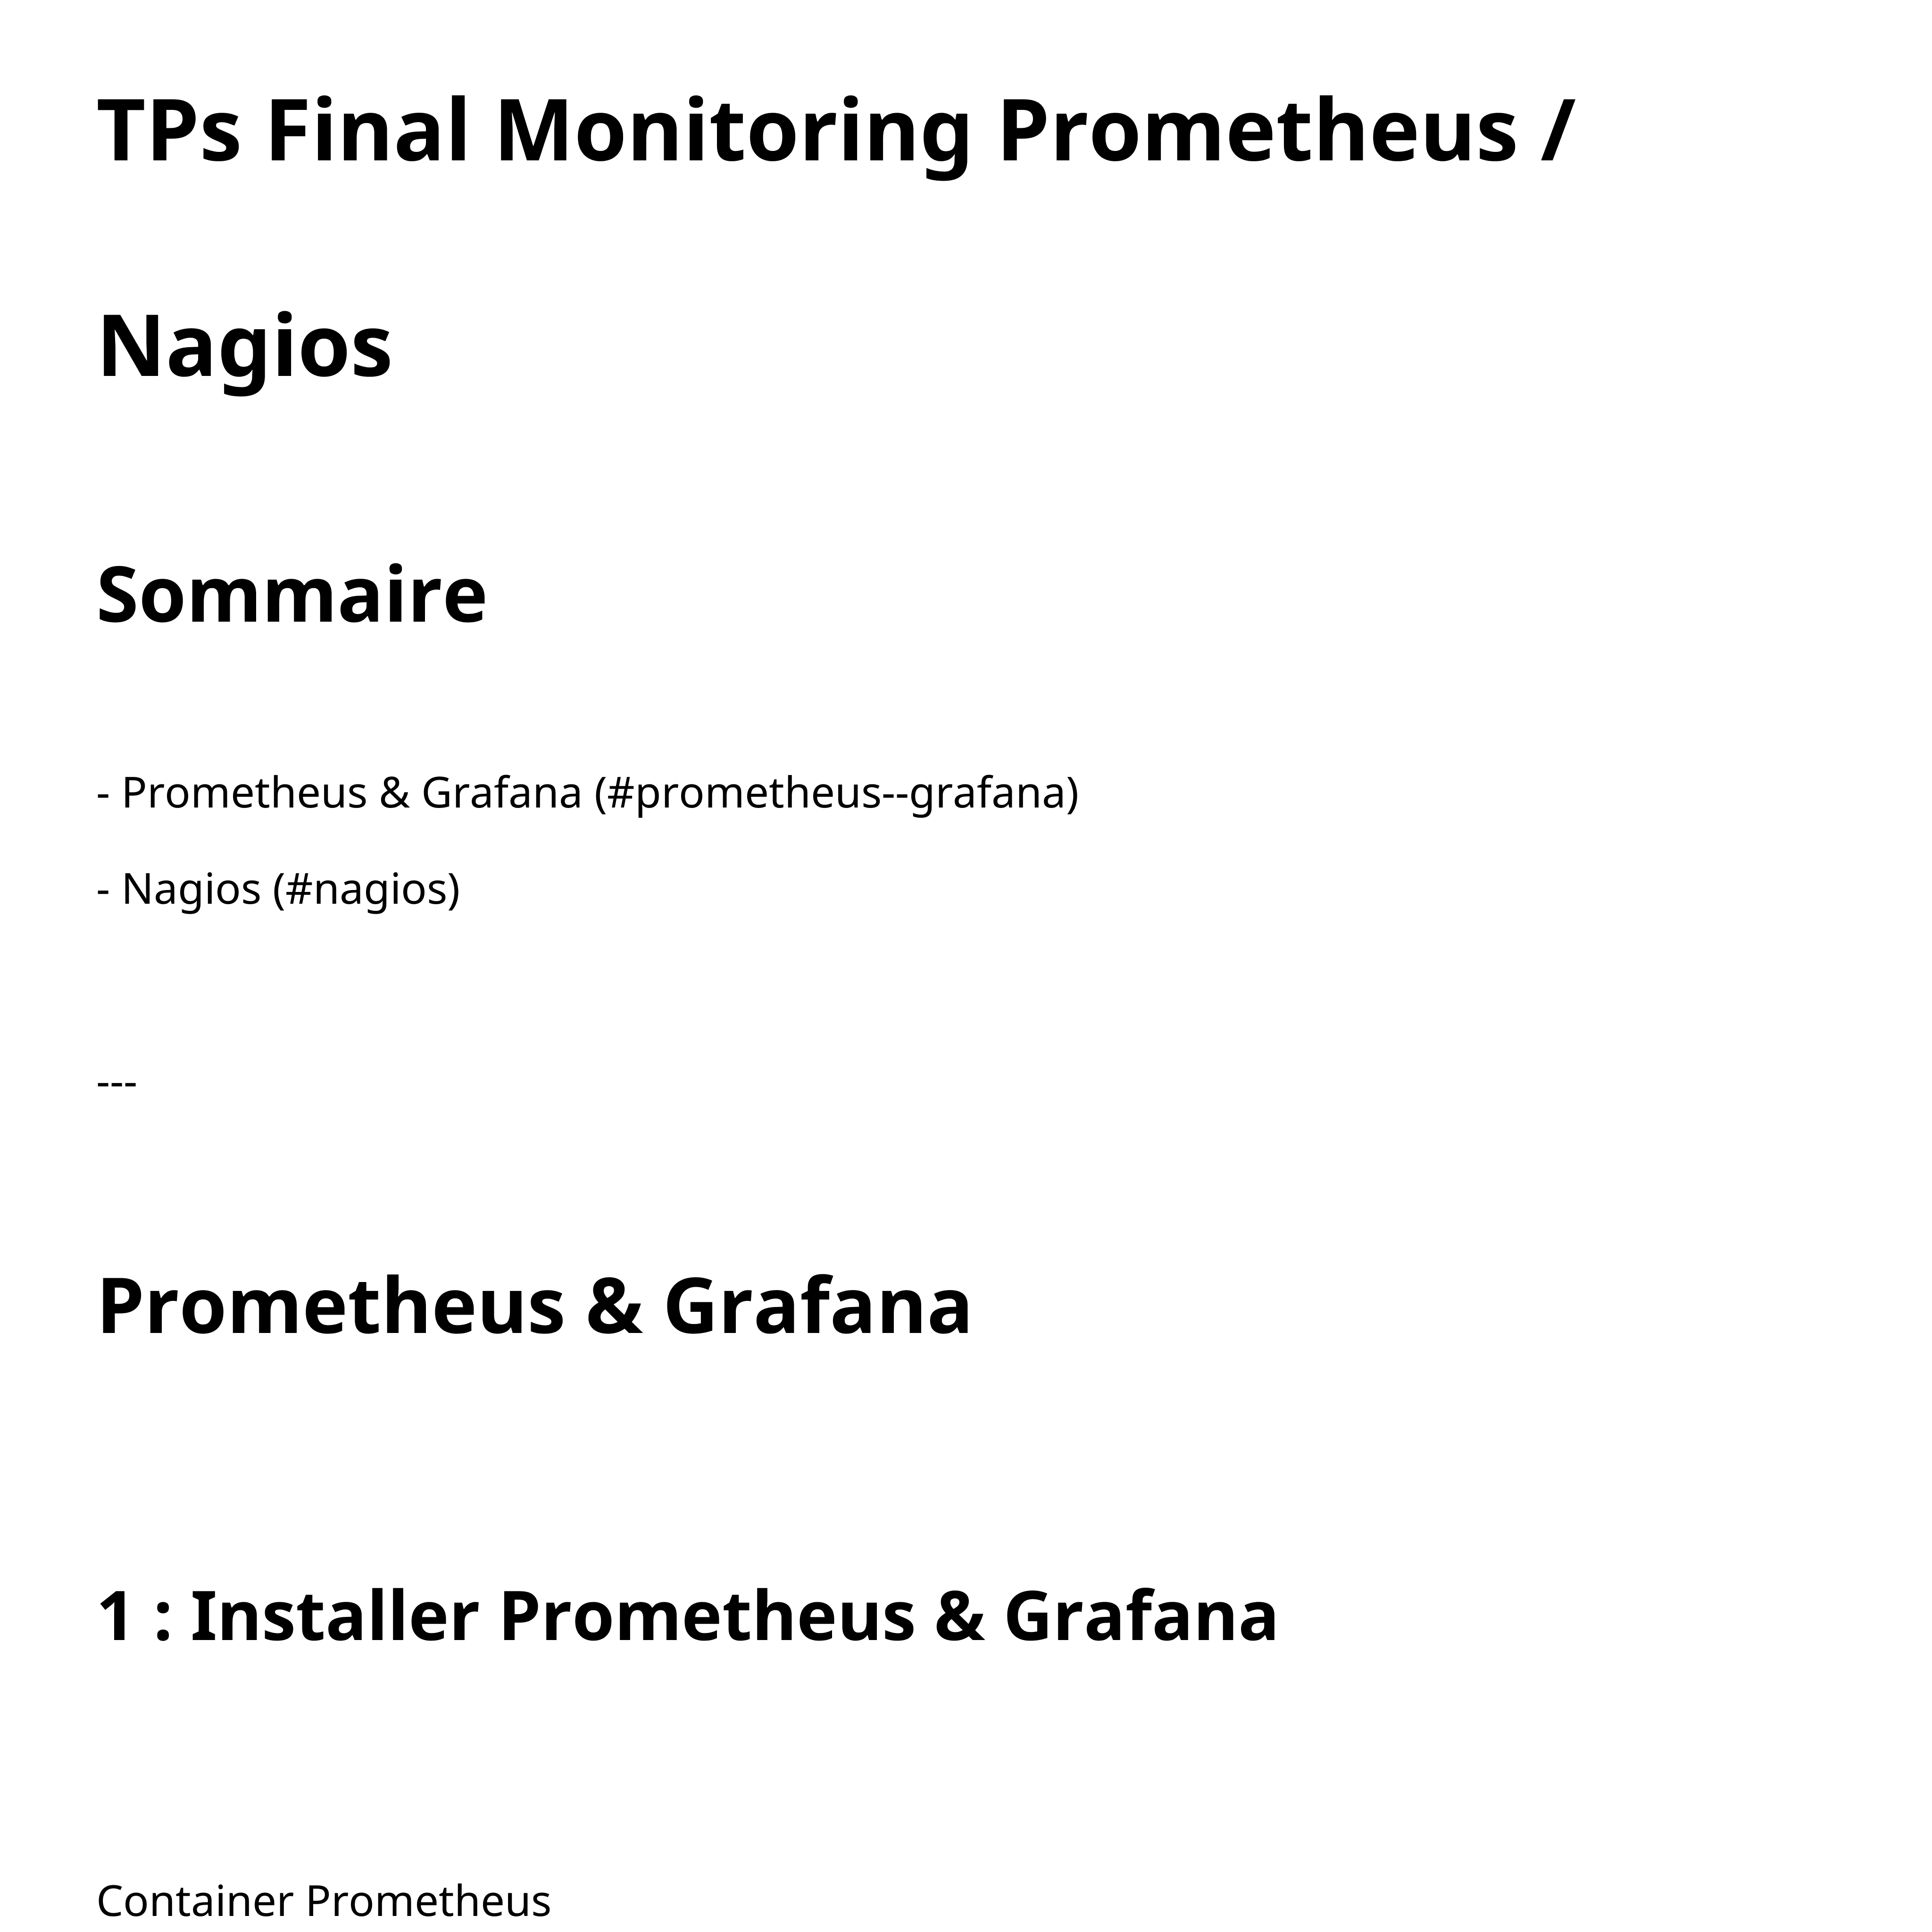 TPs Final Monitoring Prometheus /
Nagios
Sommaire
- Prometheus & Grafana (#prometheus--grafana)
- Nagios (#nagios)
---
Prometheus & Grafana
1 : Installer Prometheus & Grafana
Container Prometheus